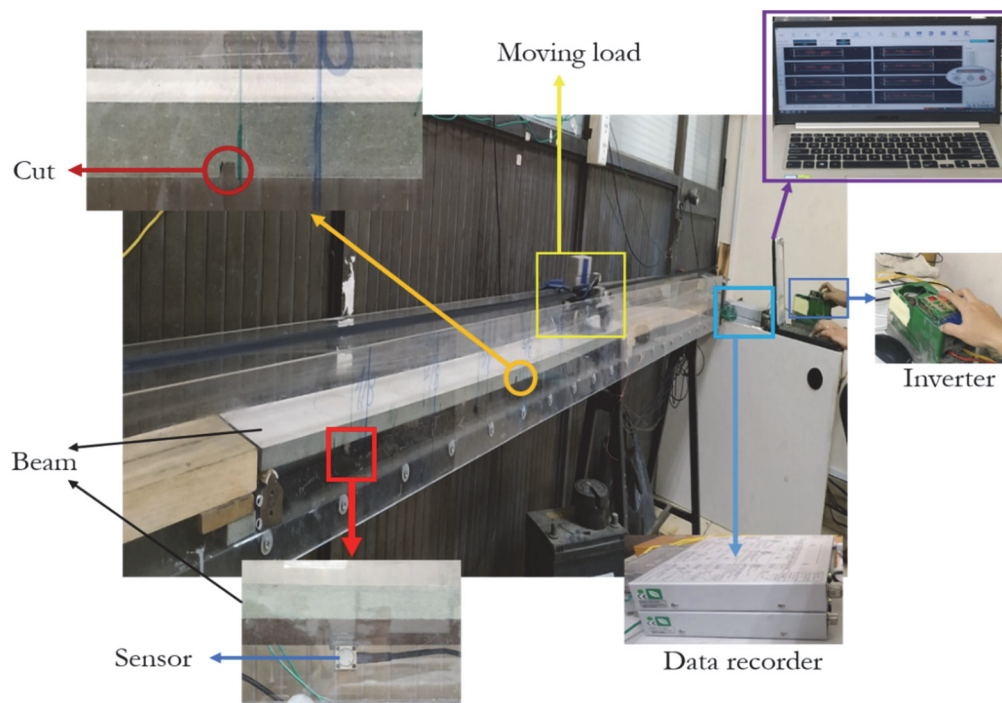 Moving load
Cut
Inverter
Beam
Sensor
Data recorder